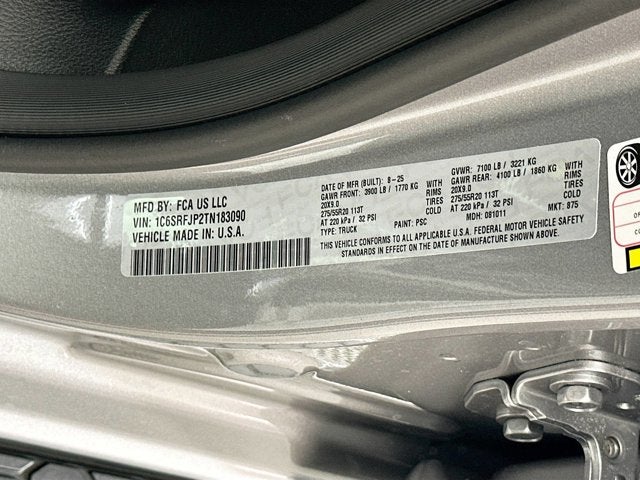 MFD BY: FCA US LLC
VIN: 1C6SRFJP2TN183090
VEHICLE MADE IN: U.S.A.
DATE OF MFR (BUILT): 8-25
GAWR FRONT: 3900 LB / 1770 KG WITH
20X9.0 RIMS
275/55R20 113T TIRES
AT 220 kPa / 32 PSI COLD
TYPE: TRUCK PAINT: PSC
GVWR: 7100 LB / 3221 KG
GAWR REAR: 4100 LB / 1860 KG WITH
20X9.0 RIMS
275/55R20 113T TIRES
AT 220 kPa / 32 PSI COLD
MDH: 081011 MKT: 875
THIS VEHICLE CONFORMS TO ALL APPLICABLE U.S.A. FEDERAL MOTOR VEHICLE SAFETY
STANDARDS IN EFFECT ON THE DATE OF MANUFACTURE SHOWN ABOVE.